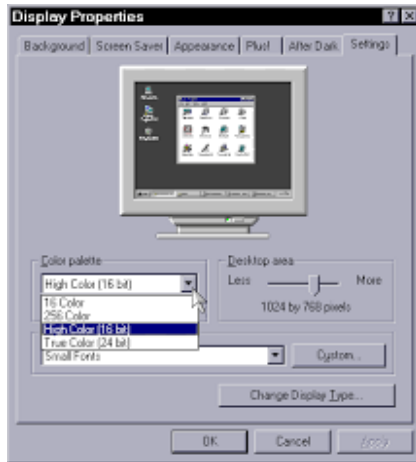 Display Properties
Background Screen Saver Appearance Plus! After Dark Settings
Color palette
High Color (16 bit)
16 Color
256 Color
High Color (16 bit)
True Color (24 bit)
Small Fonts
Desktop area
Less More
1024 by 768 pixels
Custom...
Change Display Type...
OK Cancel Apply